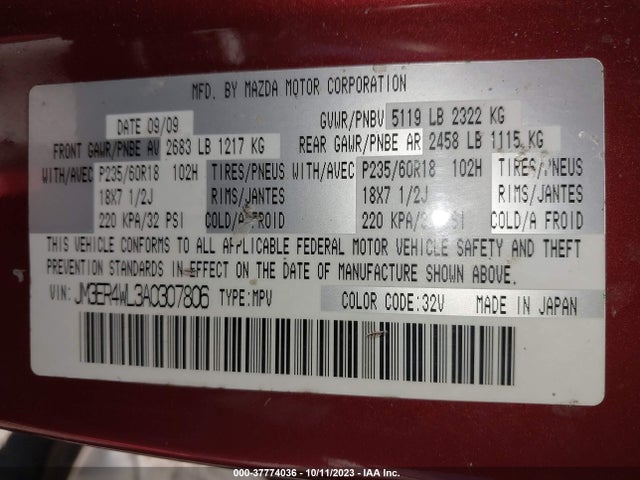 MFD. BY MAZDA MOTOR CORPORATION
DATE 09/09 GVWR/PNBV 5119 LB 2322 KG
FRONT GAWR/PNBE AV 2683 LB 1217 KG REAR GAWR/PNBE AR 2458 LB 1115 KG
WITH/AVEC P235/60R18 102H TIRES/PNEUS WITH/AVEC P235/60R18 102H TIRES/PNEUS
18X7 1/2J RIMS/JANTES 18X7 1/2J RIMS/JANTES
220 KPA/32 PSI COLD/A FROID 220 KPA/32 PSI COLD/A FROID
THIS VEHICLE CONFORMS TO ALL APPLICABLE FEDERAL MOTOR VEHICLE SAFETY AND THEFT
PREVENTION STANDARDS IN EFFECT ON THE DATE OF MANUFACTURE SHOWN ABOVE.
VIN: JM3ER4WL3A0307806 TYPE:MPV COLOR CODE:32V MADE IN JAPAN
000-37774036 - 10/11/2023 - IAA Inc.